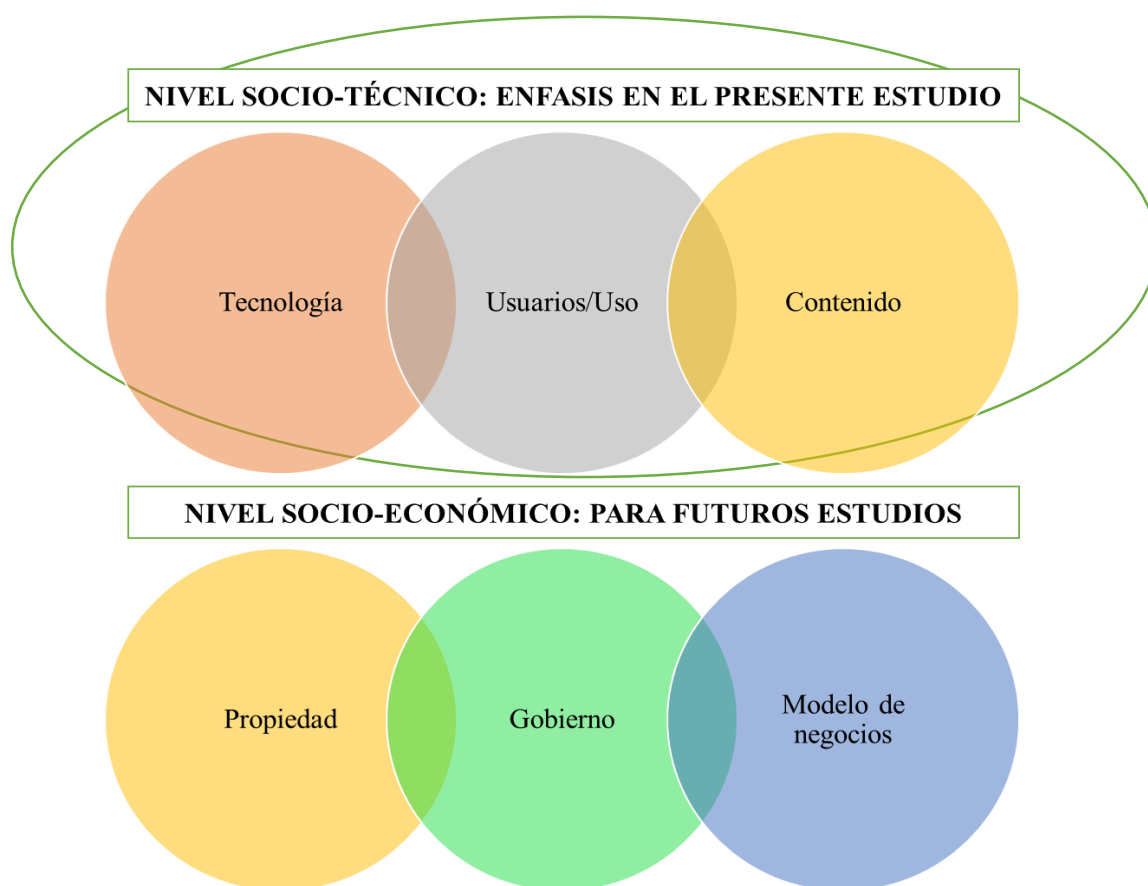 NIVEL SOCIO-TÉCNICO: ENFASIS EN EL PRESENTE ESTUDIO
Tecnología
Usuarios/Uso
Contenido
NIVEL SOCIO-ECONÓMICO: PARA FUTUROS ESTUDIOS
Propiedad
Gobierno
Modelo de
negocios